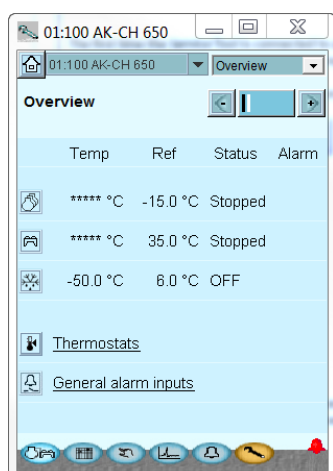 01:100 AK-CH 650
01:100 AK-CH 650 Overview
Overview
Temp Ref Status Alarm
***** °C -15.0 °C Stopped
***** °C 35.0 °C Stopped
-50.0 °C 6.0 °C OFF
Thermostats
General alarm inputs